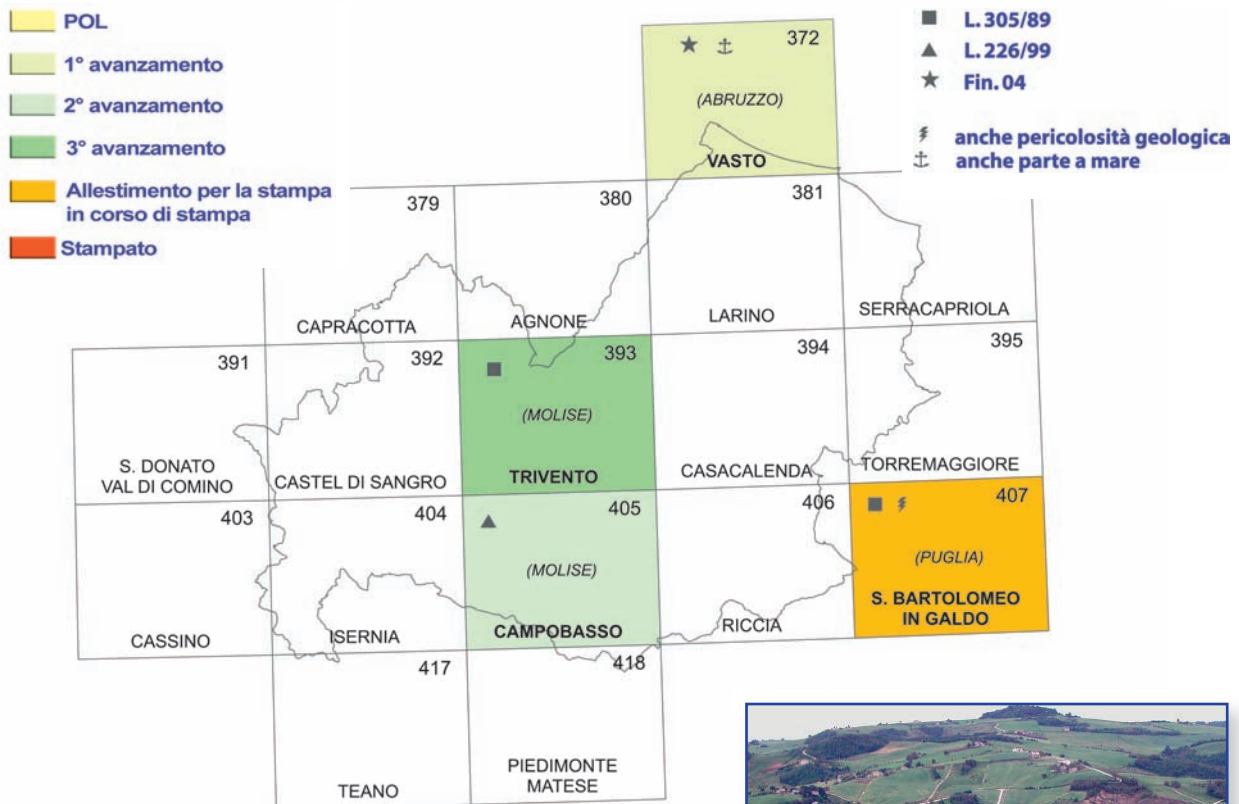 POL
1° avanzamento
2° avanzamento
3° avanzamento
Allestimento per la stampa
in corso di stampa
Stampato
L. 305/89
L. 226/99
Fin. 04
anche pericolosità geologica
anche parte a mare
372
(ABRUZZO)
VASTO
379
380
381
CAPRACOTTA
AGNONE
LARINO
SERRACAPRIOLA
391
392
393
394
395
(MOLISE)
S. DONATO
VAL DI COMINO
CASTEL DI SANGRO
TRIVENTO
CASACALENDA
TORREMAGGIORE
403
404
405
406
407
(MOLISE)
(PUGLIA)
CASSINO
ISERNIA
CAMPOBASSO
RICCIA
S. BARTOLOMEO
IN GALDO
417
418
TEANO
PIEDIMONTE
MATESE